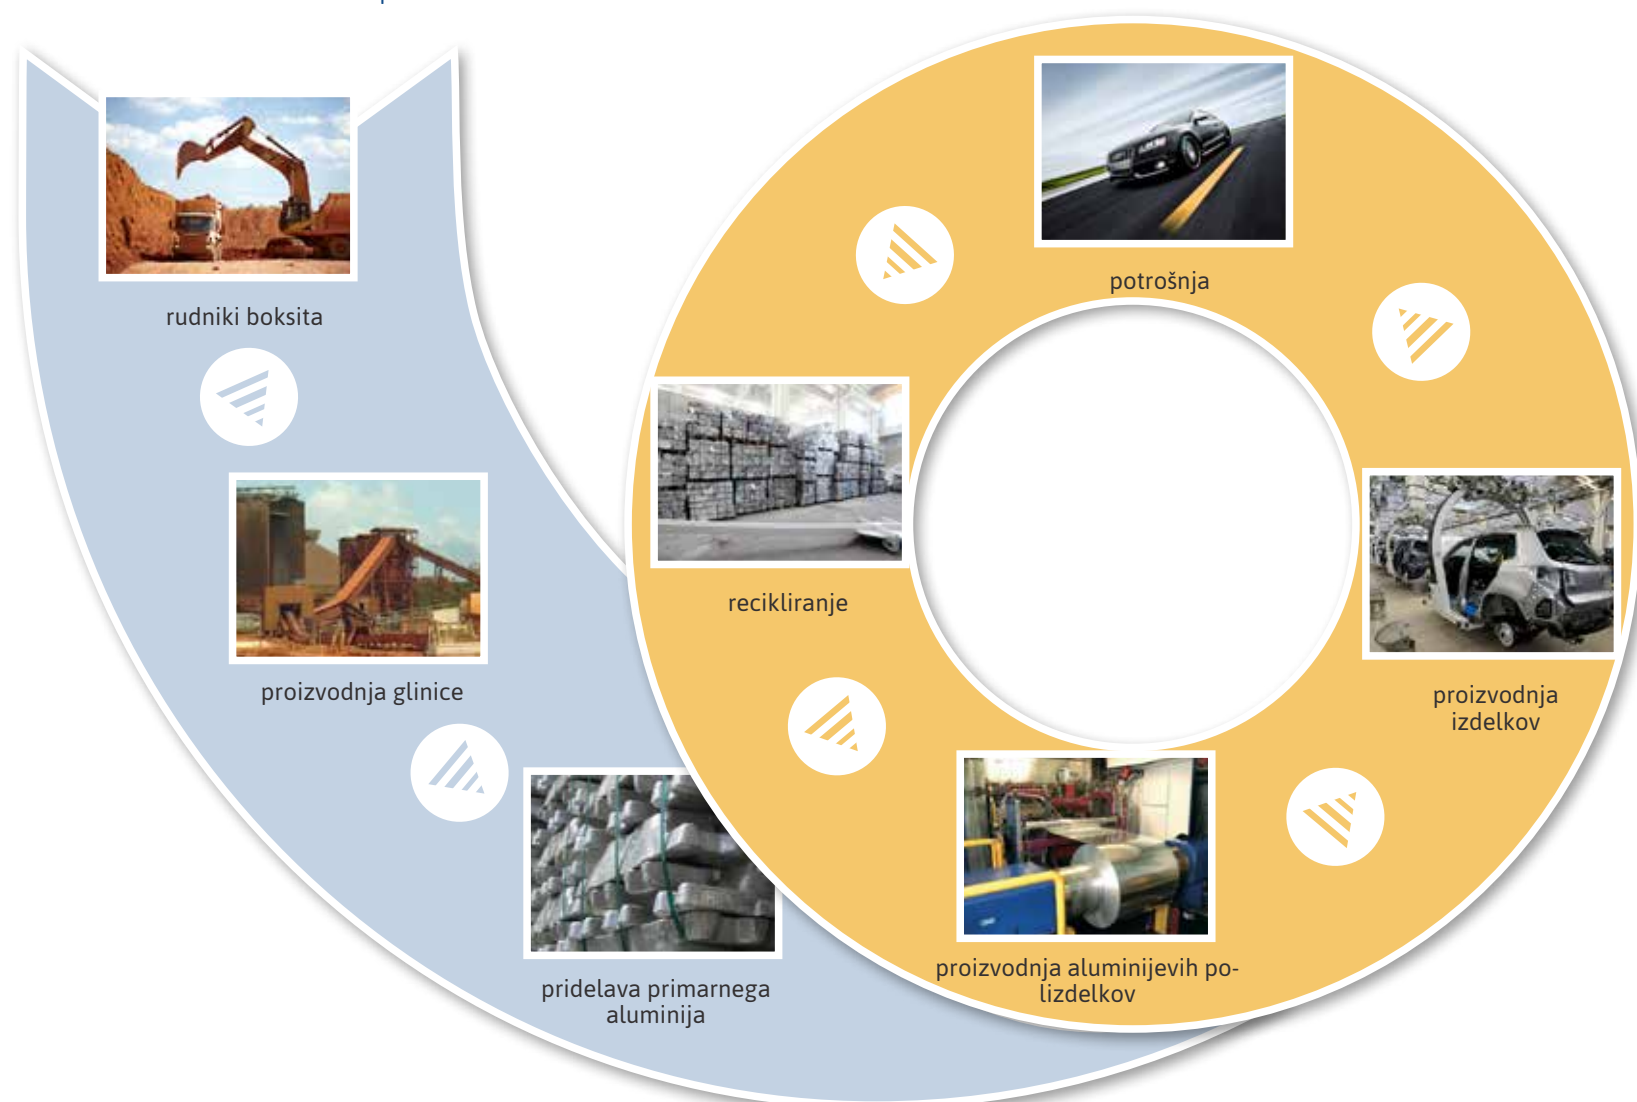 rudniki boksita
proizvodnja glinice
pridelava primarnega
aluminija
potrošnja
recikliranje
proizvodnja
izdelkov
proizvodnja aluminijevih po-
lizdelkov